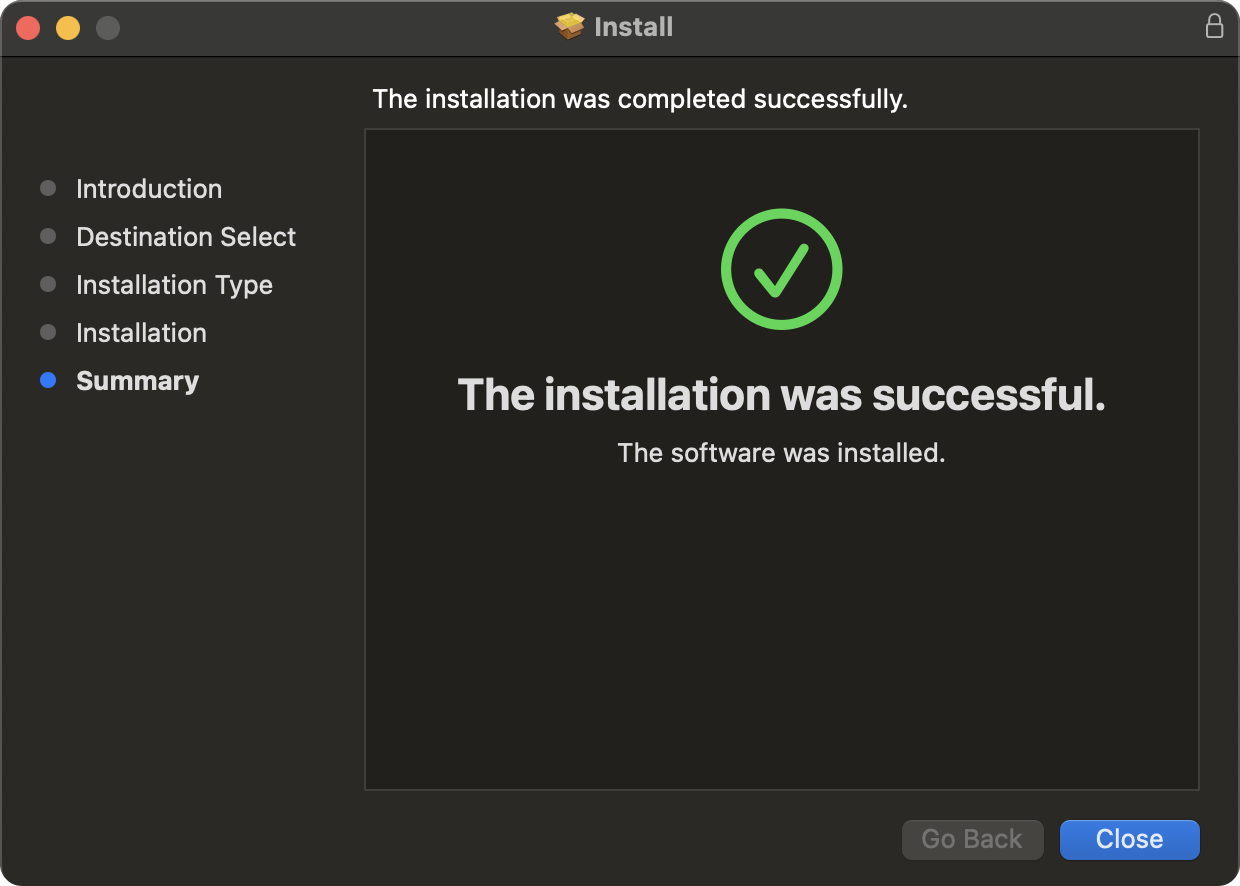 Install
The installation was completed successfully.
Introduction
Destination Select
Installation Type
Installation
Summary
The installation was successful.
The software was installed.
Go Back
Close